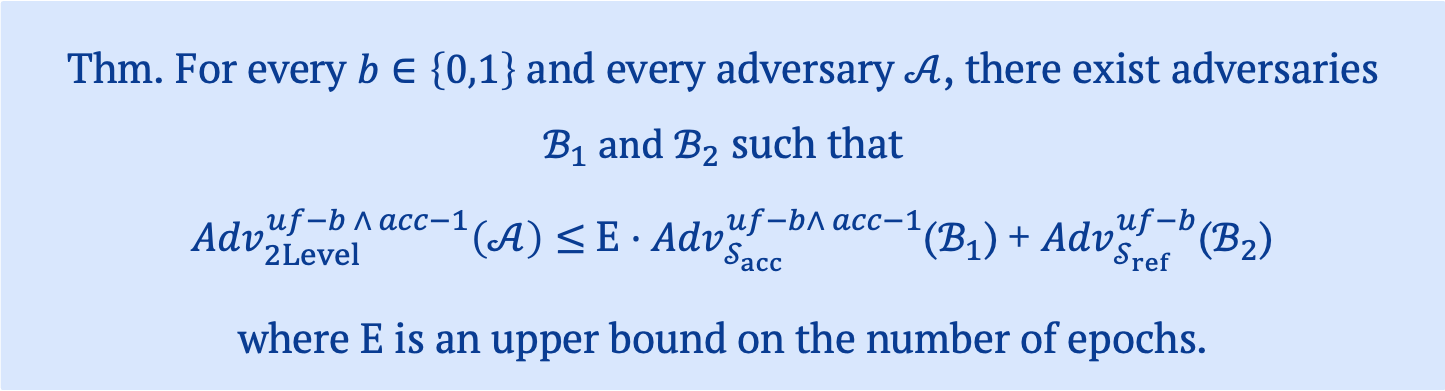 Thm. For every b ∈ {0,1} and every adversary 𝒜, there exist adversaries
ℬ₁ and ℬ₂ such that
Adv_{2Level}^{uf−b ∧ acc−1}(𝒜) ≤ E · Adv_{𝒮_acc}^{uf−b∧ acc−1}(ℬ₁) + Adv_{𝒮_ref}^{uf−b}(ℬ₂)
where E is an upper bound on the number of epochs.